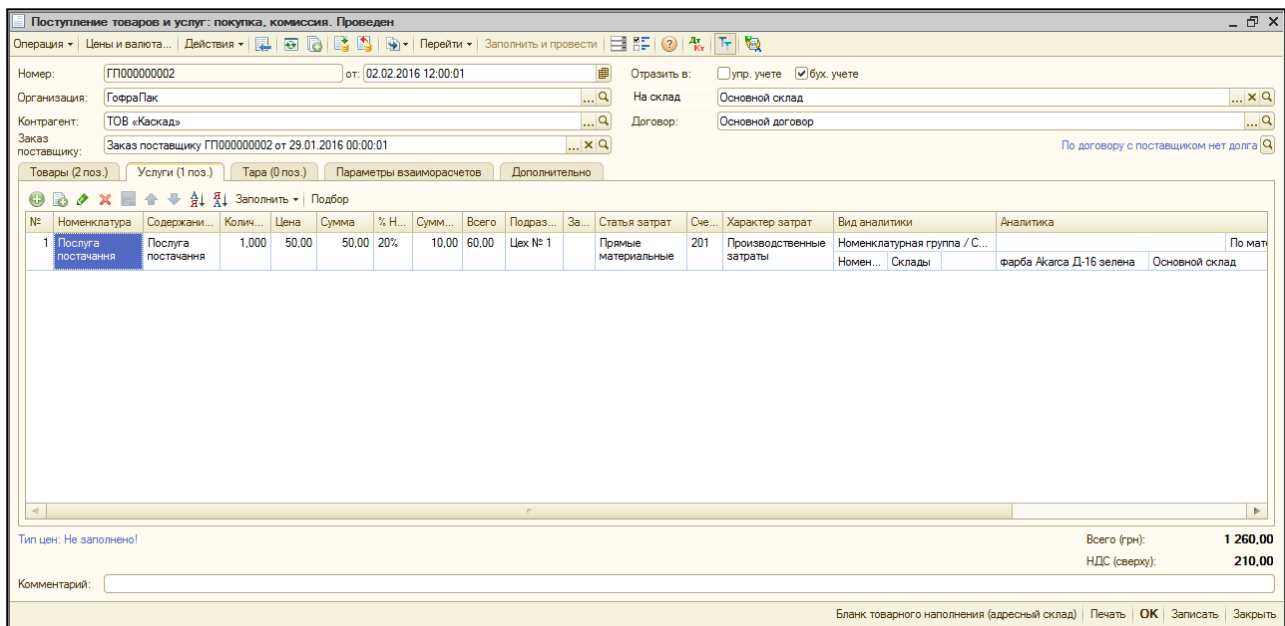 Поступление товаров и услуг: покупка, комиссия. Проведен
Операция Цены и валюта... Действия Перейти Заполнить и провести
Номер: ГП000000002 от: 02.02.2016 12:00:01 Отразить в: упр. учете бух. учете
Организация: ГофраПак ... На склад Основной склад ...
Контрагент: ТОВ «Каскад» ... Договор: Основной договор ...
Заказ поставщику: Заказ поставщику ГП000000002 от 29.01.2016 00:00:01 ... По договору с поставщиком нет долга
Товары (2 поз.) Услуги (1 поз.) Тара (0 поз.) Параметры взаиморасчетов Дополнительно
Заполнить Подбор
№ Номенклатура Содержани... Колич... Цена Сумма % Н... Сумм... Всего Подраз... За... Статья затрат Сче... Характер затрат Вид аналитики Аналитика
1 Послуга постачання Послуга постачання 1,000 50,00 50,00 20% 10,00 60,00 Цех № 1 Прямые материальные 201 Производственные затраты Номенклатурная группа / С... По мат
Номен... Склады фарба Akarca Д-16 зелена Основной склад
Тип цен: Не заполнено! Всего (грн): 1 260,00
НДС (сверху): 210,00
Комментарий:
Бланк товарного наполнения (адресный склад) Печать OK Записать Закрыть